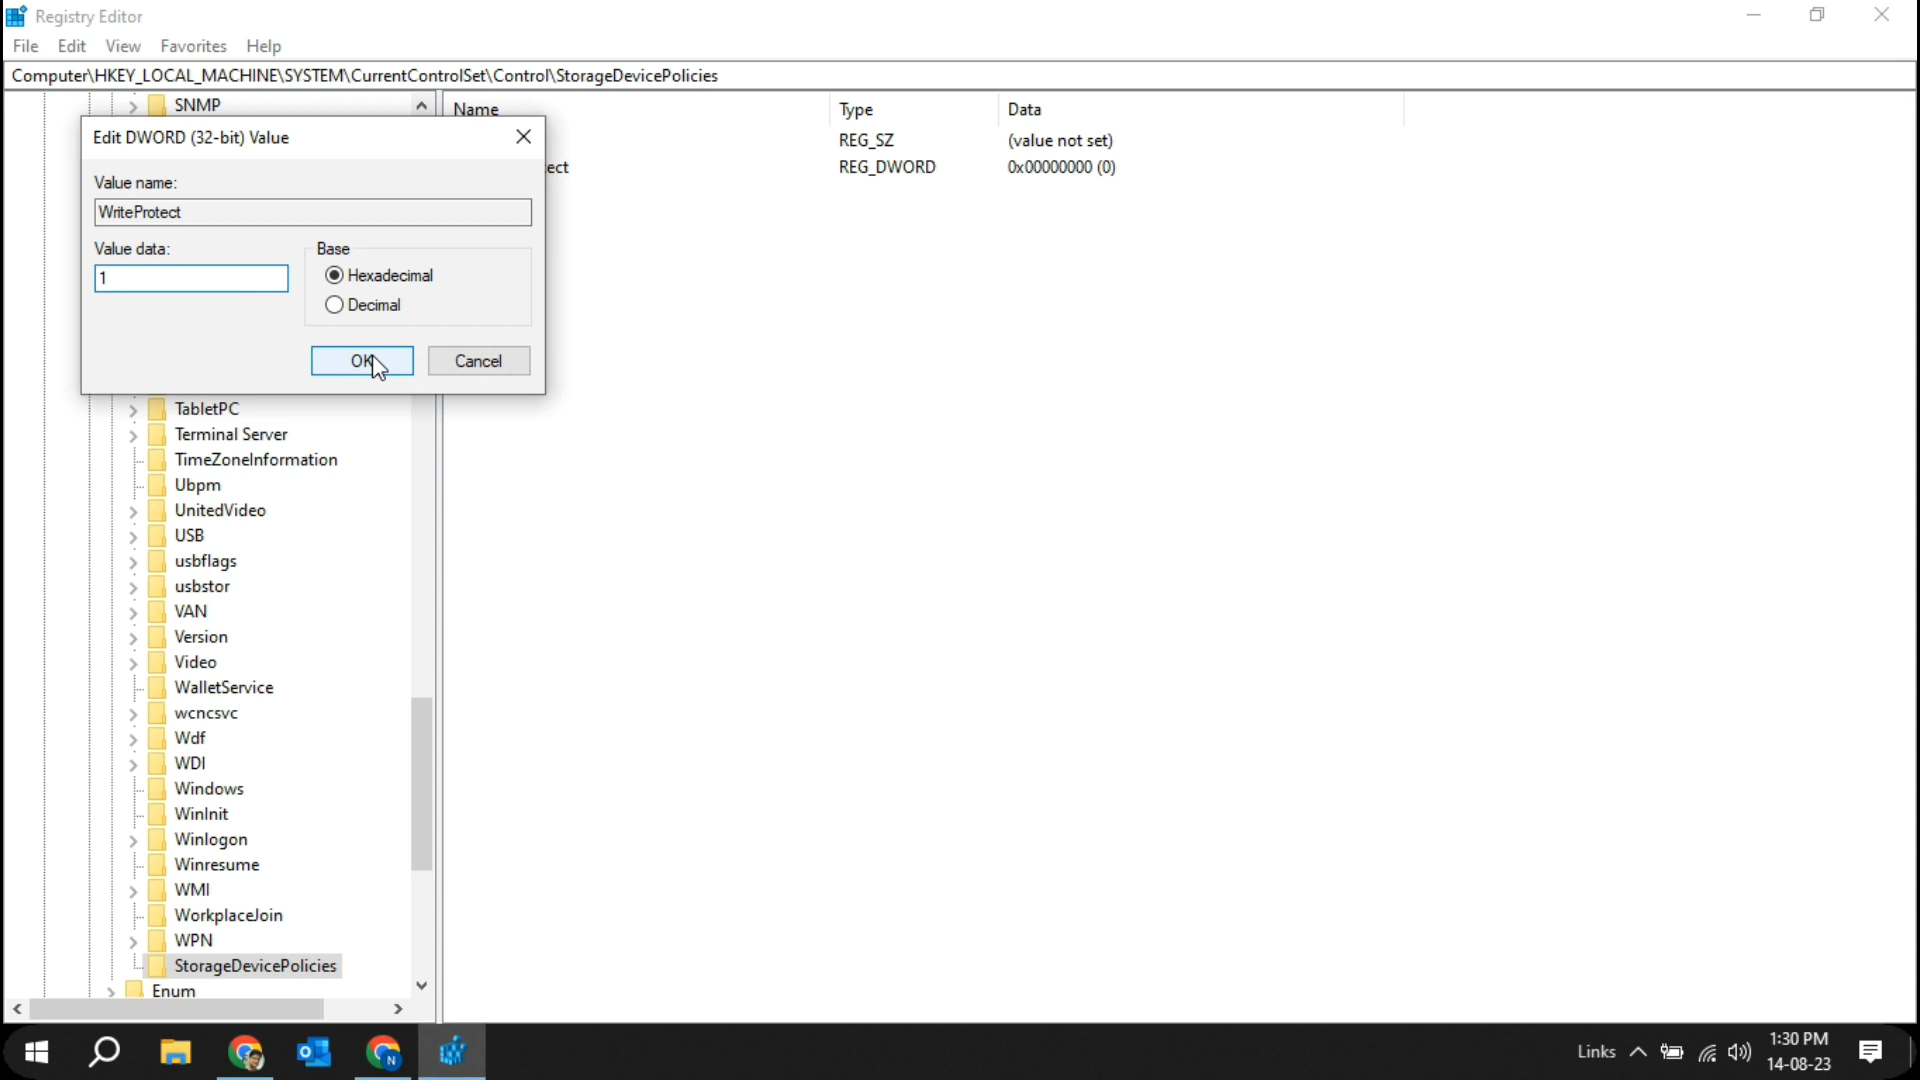 Registry Editor
File Edit View Favorites Help
Computer\HKEY_LOCAL_MACHINE\SYSTEM\CurrentControlSet\Control\StorageDevicePolicies
SNMP
Name Type Data
REG_SZ (value not set)
ect REG_DWORD 0x00000000 (0)
Edit DWORD (32-bit) Value
Value name:
WriteProtect
Value data:
1
Base
Hexadecimal
Decimal
OK Cancel
TabletPC
Terminal Server
TimeZoneInformation
Ubpm
UnitedVideo
USB
usbflags
usbstor
VAN
Version
Video
WalletService
wcncsvc
Wdf
WDI
Windows
WinInit
Winlogon
Winresume
WMI
WorkplaceJoin
WPN
StorageDevicePolicies
Enum
N
Links
1:30 PM
14-08-23